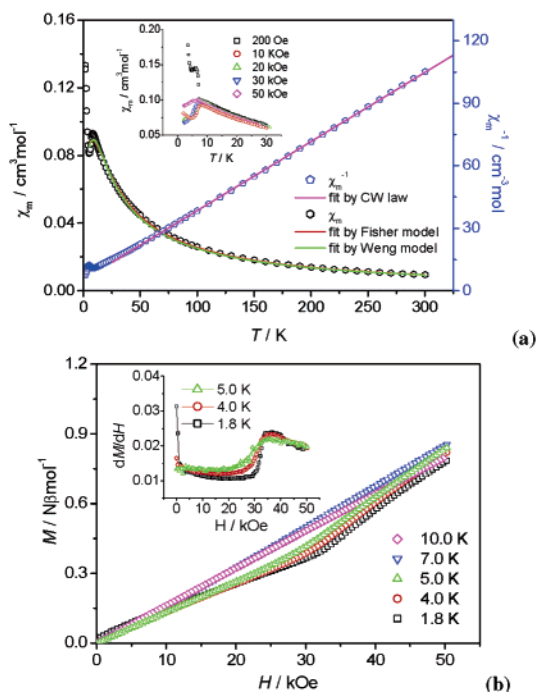 (a)
0.16
0.12
0.08
0.04
0.00
χm / cm³mol⁻¹
0.20
0.15
0.10
0.05
χm / cm³mol⁻¹
200 Oe
10 KOe
20 kOe
30 kOe
50 kOe
0 10 20 30
T / K
120
90
60
30
0
χm⁻¹ / cm⁻³mol
χm⁻¹
fit by CW law
χm
fit by Fisher model
fit by Weng model
0 50 100 150 200 250 300
T / K
(a)
1.2
0.9
0.6
0.3
0.0
M / Nβmol⁻¹
0.04
0.03
0.02
0.01
dM/dH
5.0 K
4.0 K
1.8 K
0 10 20 30 40 50
H / kOe
10.0 K
7.0 K
5.0 K
4.0 K
1.8 K
0 10 20 30 40 50
H / kOe
(b)